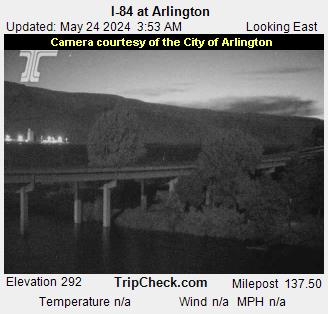 I-84 at Arlington
Updated: May 24 2024 3:53 AM Looking East
Camera courtesy of the City of Arlington
Elevation 292 TripCheck.com Milepost 137.50
Temperature n/a Wind n/a MPH n/a